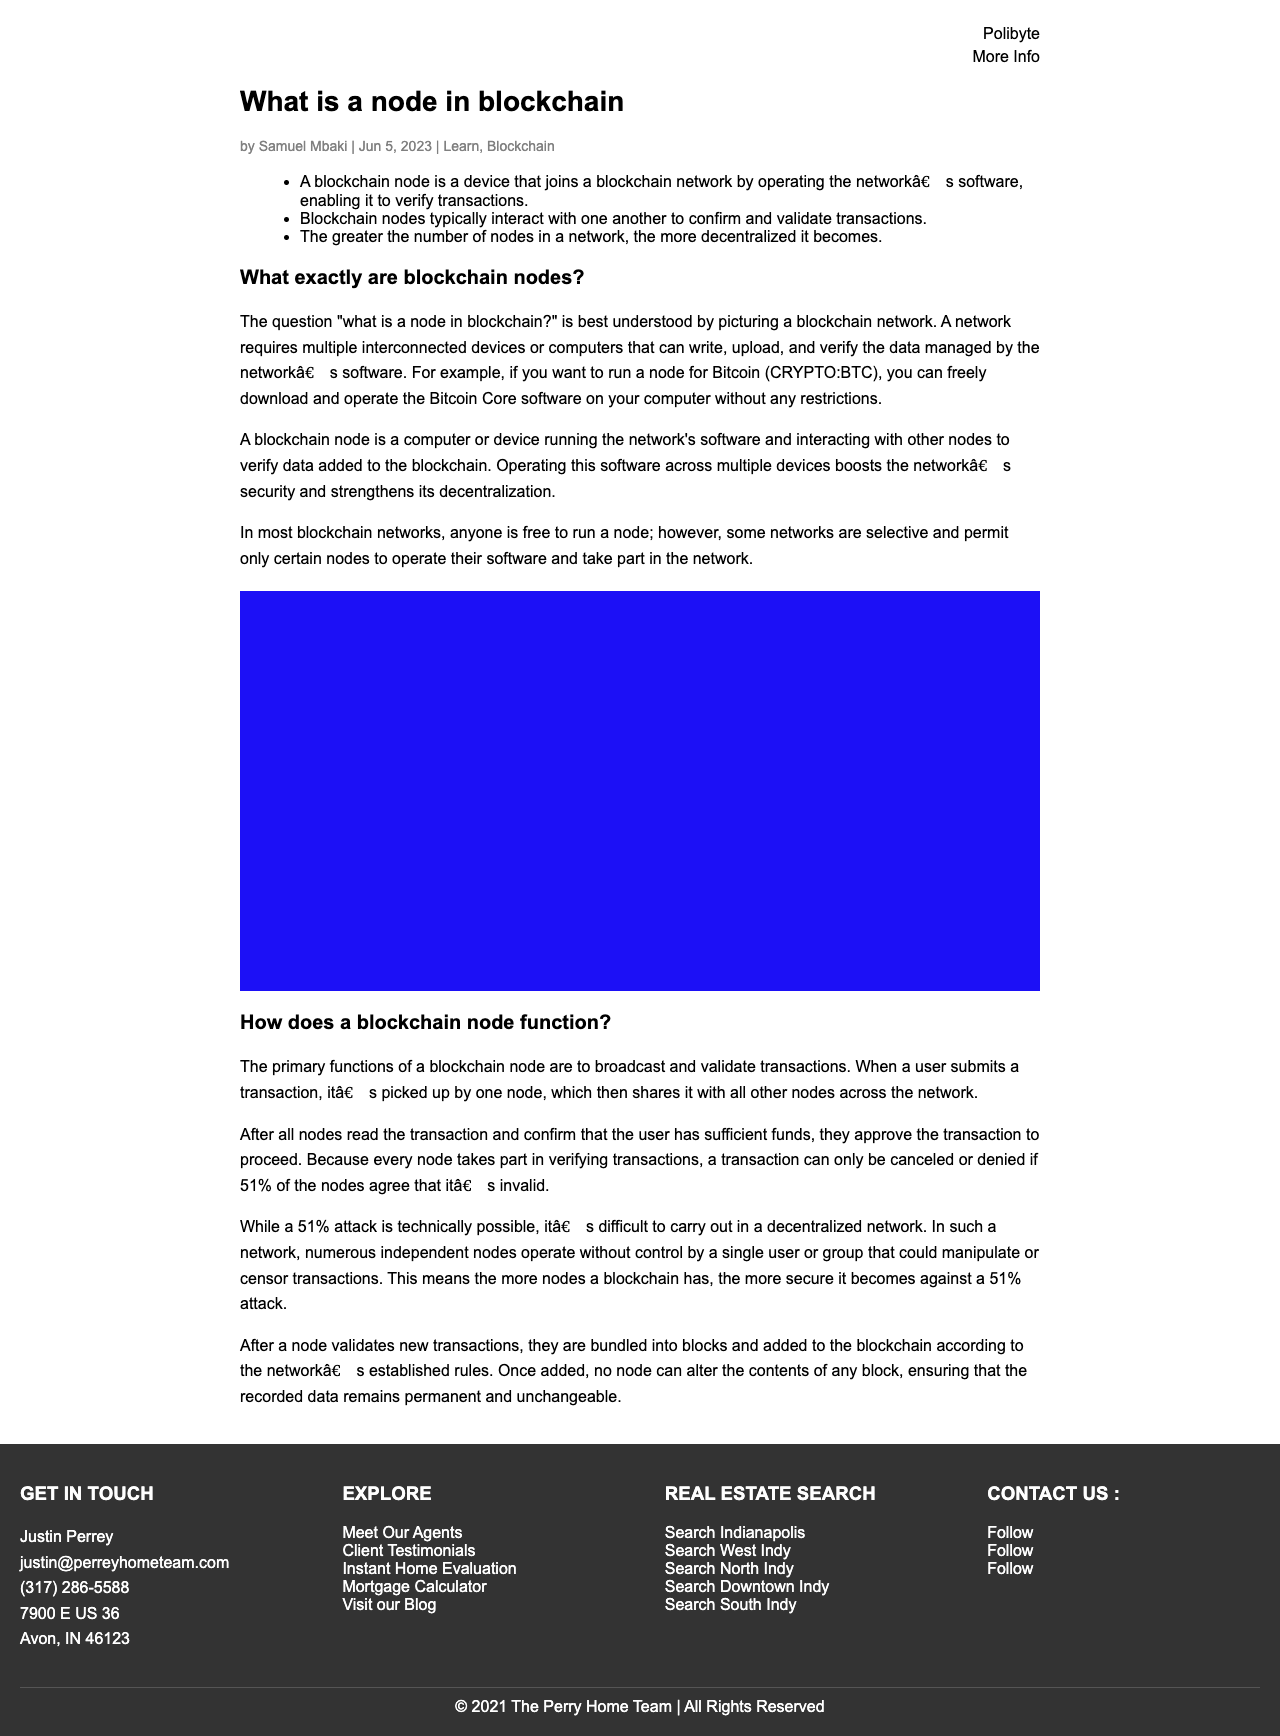 Polibyte
More Info
What is a node in blockchain
by Samuel Mbaki | Jun 5, 2023 | Learn, Blockchain
• A blockchain node is a device that joins a blockchain network by operating the networkâ€ s software,
enabling it to verify transactions.
• Blockchain nodes typically interact with one another to confirm and validate transactions.
• The greater the number of nodes in a network, the more decentralized it becomes.
What exactly are blockchain nodes?
The question "what is a node in blockchain?" is best understood by picturing a blockchain network. A network
requires multiple interconnected devices or computers that can write, upload, and verify the data managed by the
networkâ€ s software. For example, if you want to run a node for Bitcoin (CRYPTO:BTC), you can freely
download and operate the Bitcoin Core software on your computer without any restrictions.
A blockchain node is a computer or device running the network's software and interacting with other nodes to
verify data added to the blockchain. Operating this software across multiple devices boosts the networkâ€ s
security and strengthens its decentralization.
In most blockchain networks, anyone is free to run a node; however, some networks are selective and permit
only certain nodes to operate their software and take part in the network.
How does a blockchain node function?
The primary functions of a blockchain node are to broadcast and validate transactions. When a user submits a
transaction, itâ€ s picked up by one node, which then shares it with all other nodes across the network.
After all nodes read the transaction and confirm that the user has sufficient funds, they approve the transaction to
proceed. Because every node takes part in verifying transactions, a transaction can only be canceled or denied if
51% of the nodes agree that itâ€ s invalid.
While a 51% attack is technically possible, itâ€ s difficult to carry out in a decentralized network. In such a
network, numerous independent nodes operate without control by a single user or group that could manipulate or
censor transactions. This means the more nodes a blockchain has, the more secure it becomes against a 51%
attack.
After a node validates new transactions, they are bundled into blocks and added to the blockchain according to
the networkâ€ s established rules. Once added, no node can alter the contents of any block, ensuring that the
recorded data remains permanent and unchangeable.
GET IN TOUCH
Justin Perrey
justin@perreyhometeam.com
(317) 286-5588
7900 E US 36
Avon, IN 46123
EXPLORE
Meet Our Agents
Client Testimonials
Instant Home Evaluation
Mortgage Calculator
Visit our Blog
REAL ESTATE SEARCH
Search Indianapolis
Search West Indy
Search North Indy
Search Downtown Indy
Search South Indy
CONTACT US :
Follow
Follow
Follow
© 2021 The Perry Home Team | All Rights Reserved